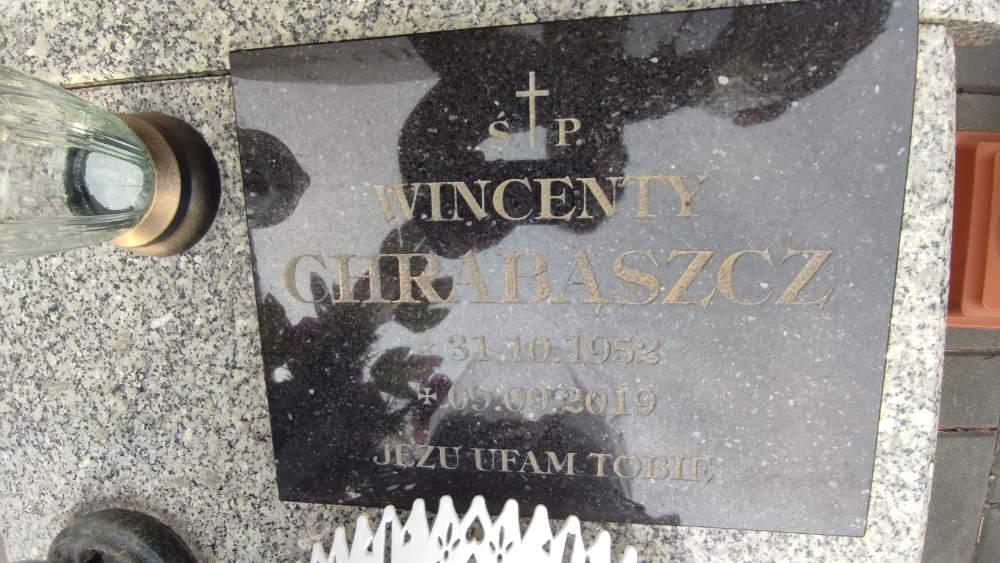 Ś P.
WINCENTY
CHRABĄSZCZ
* 31.10.1952
✠ 09.09.2019
JEZU UFAM TOBIE